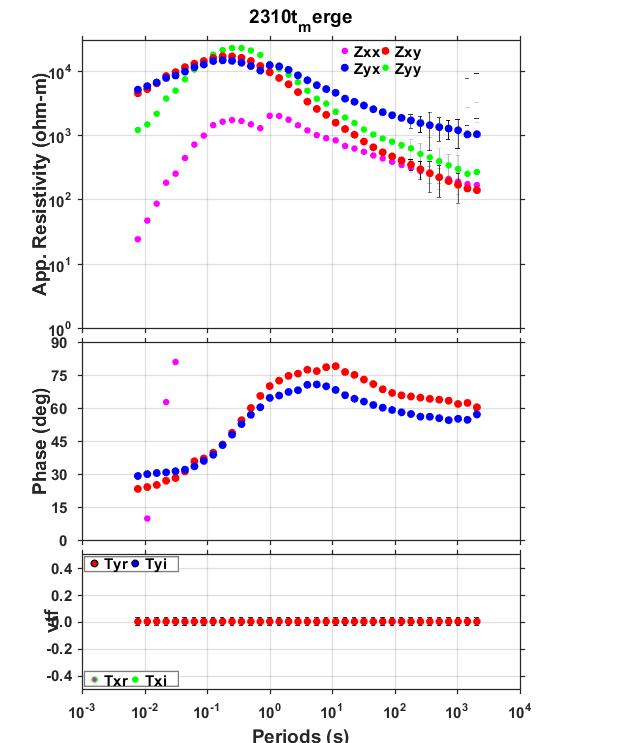 2310t_merge
Zxx Zxy
Zyx Zyy
App. Resistivity (ohm-m)
10^4
10^3
10^2
10^1
10^0
Phase (deg)
90
75
60
45
30
15
0
Tyr Tyi
vtf
0.4
0.2
0.0
-0.2
-0.4
Txr Txi
10^-3 10^-2 10^-1 10^0 10^1 10^2 10^3 10^4
Periods (s)